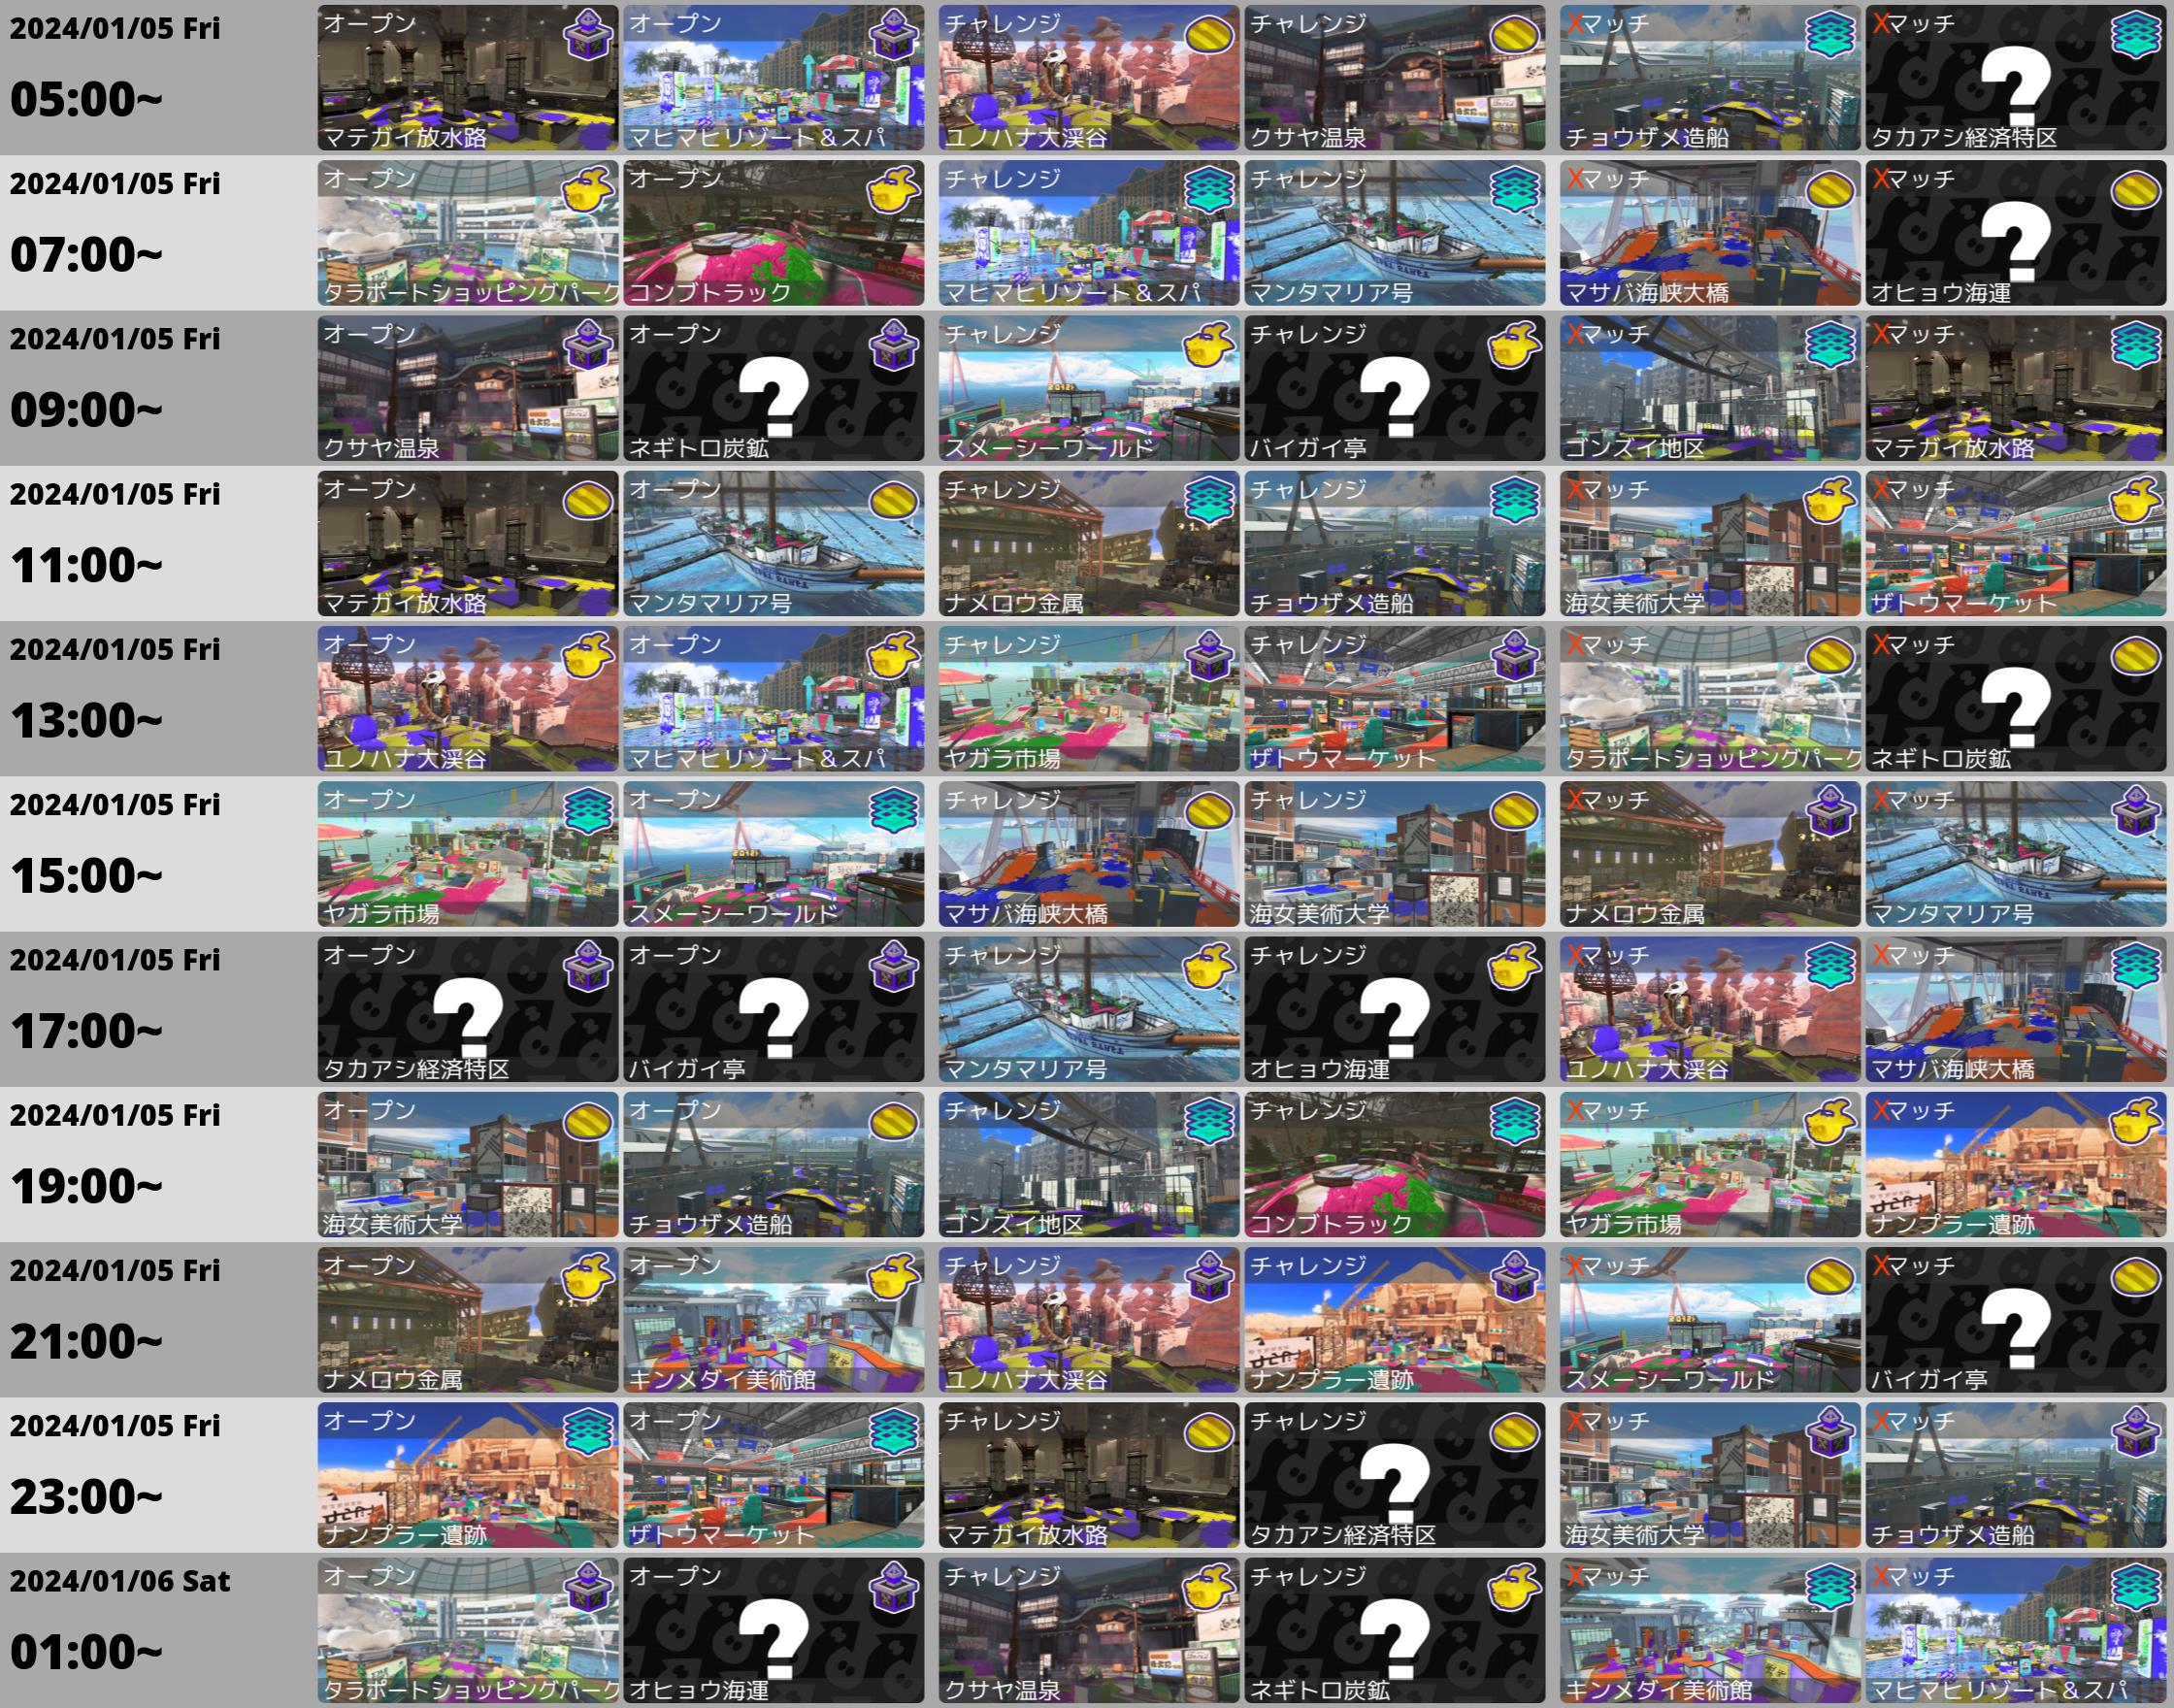 2024/01/05 Fri
05:00~
オープン
マテガイ放水路
オープン
マヒマヒリゾート＆スパ
チャレンジ
ユノハナ大渓谷
チャレンジ
クサヤ温泉
Xマッチ
チョウザメ造船
Xマッチ
?
タカアシ経済特区
2024/01/05 Fri
07:00~
オープン
タラポートショッピングパーク
オープン
コンブトラック
チャレンジ
マヒマヒリゾート＆スパ
チャレンジ
マンタマリア号
Xマッチ
マサバ海峡大橋
Xマッチ
?
オヒョウ海運
2024/01/05 Fri
09:00~
オープン
クサヤ温泉
オープン
?
ネギトロ炭鉱
チャレンジ
スメーシーワールド
チャレンジ
?
バイガイ亭
Xマッチ
ゴンズイ地区
Xマッチ
マテガイ放水路
2024/01/05 Fri
11:00~
オープン
マテガイ放水路
オープン
マンタマリア号
チャレンジ
ナメロウ金属
チャレンジ
チョウザメ造船
Xマッチ
海女美術大学
Xマッチ
ザトウマーケット
2024/01/05 Fri
13:00~
オープン
ユノハナ大渓谷
オープン
マヒマヒリゾート＆スパ
チャレンジ
ヤガラ市場
チャレンジ
ザトウマーケット
Xマッチ
タラポートショッピングパーク
Xマッチ
?
ネギトロ炭鉱
2024/01/05 Fri
15:00~
オープン
ヤガラ市場
オープン
スメーシーワールド
チャレンジ
マサバ海峡大橋
チャレンジ
海女美術大学
Xマッチ
ナメロウ金属
Xマッチ
マンタマリア号
2024/01/05 Fri
17:00~
オープン
?
タカアシ経済特区
オープン
?
バイガイ亭
チャレンジ
マンタマリア号
チャレンジ
?
オヒョウ海運
Xマッチ
ユノハナ大渓谷
Xマッチ
マサバ海峡大橋
2024/01/05 Fri
19:00~
オープン
海女美術大学
オープン
チョウザメ造船
チャレンジ
ゴンズイ地区
チャレンジ
コンブトラック
Xマッチ
ヤガラ市場
Xマッチ
ナンプラー遺跡
2024/01/05 Fri
21:00~
オープン
ナメロウ金属
オープン
キンメダイ美術館
チャレンジ
ユノハナ大渓谷
チャレンジ
ナンプラー遺跡
Xマッチ
スメーシーワールド
Xマッチ
?
バイガイ亭
2024/01/05 Fri
23:00~
オープン
ナンプラー遺跡
オープン
ザトウマーケット
チャレンジ
マテガイ放水路
チャレンジ
?
タカアシ経済特区
Xマッチ
海女美術大学
Xマッチ
チョウザメ造船
2024/01/06 Sat
01:00~
オープン
タラポートショッピングパーク
オープン
?
オヒョウ海運
チャレンジ
クサヤ温泉
チャレンジ
?
ネギトロ炭鉱
Xマッチ
キンメダイ美術館
Xマッチ
マヒマヒリゾート＆スパ